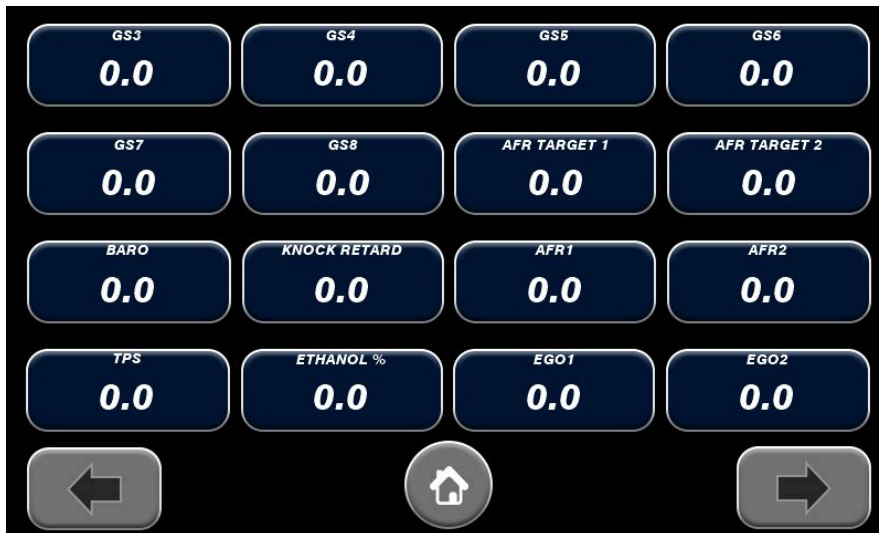 GS3 GS4 GS5 GS6
0.0 0.0 0.0 0.0
GS7 GS8 AFR TARGET 1 AFR TARGET 2
0.0 0.0 0.0 0.0
BARO KNOCK RETARD AFR1 AFR2
0.0 0.0 0.0 0.0
TPS ETHANOL % EGO1 EGO2
0.0 0.0 0.0 0.0